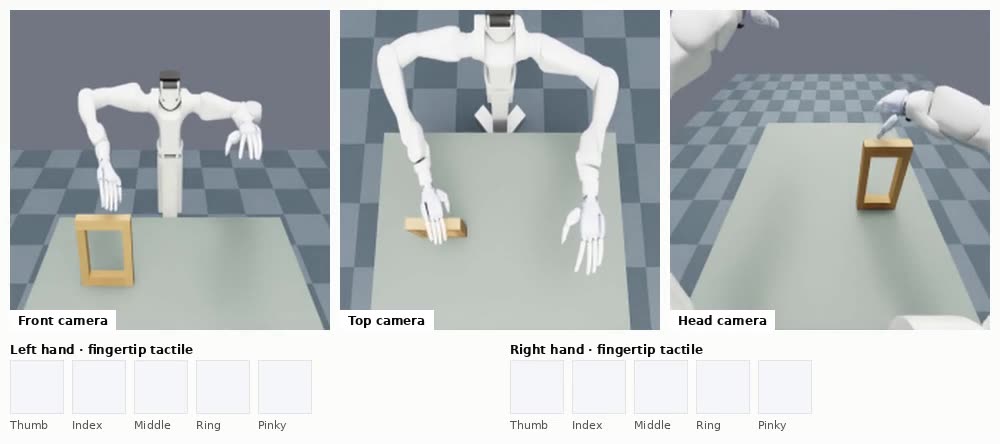 Front camera
Top camera
Head camera
Left hand · fingertip tactile
Right hand · fingertip tactile
Thumb
Index
Middle
Ring
Pinky
Thumb
Index
Middle
Ring
Pinky